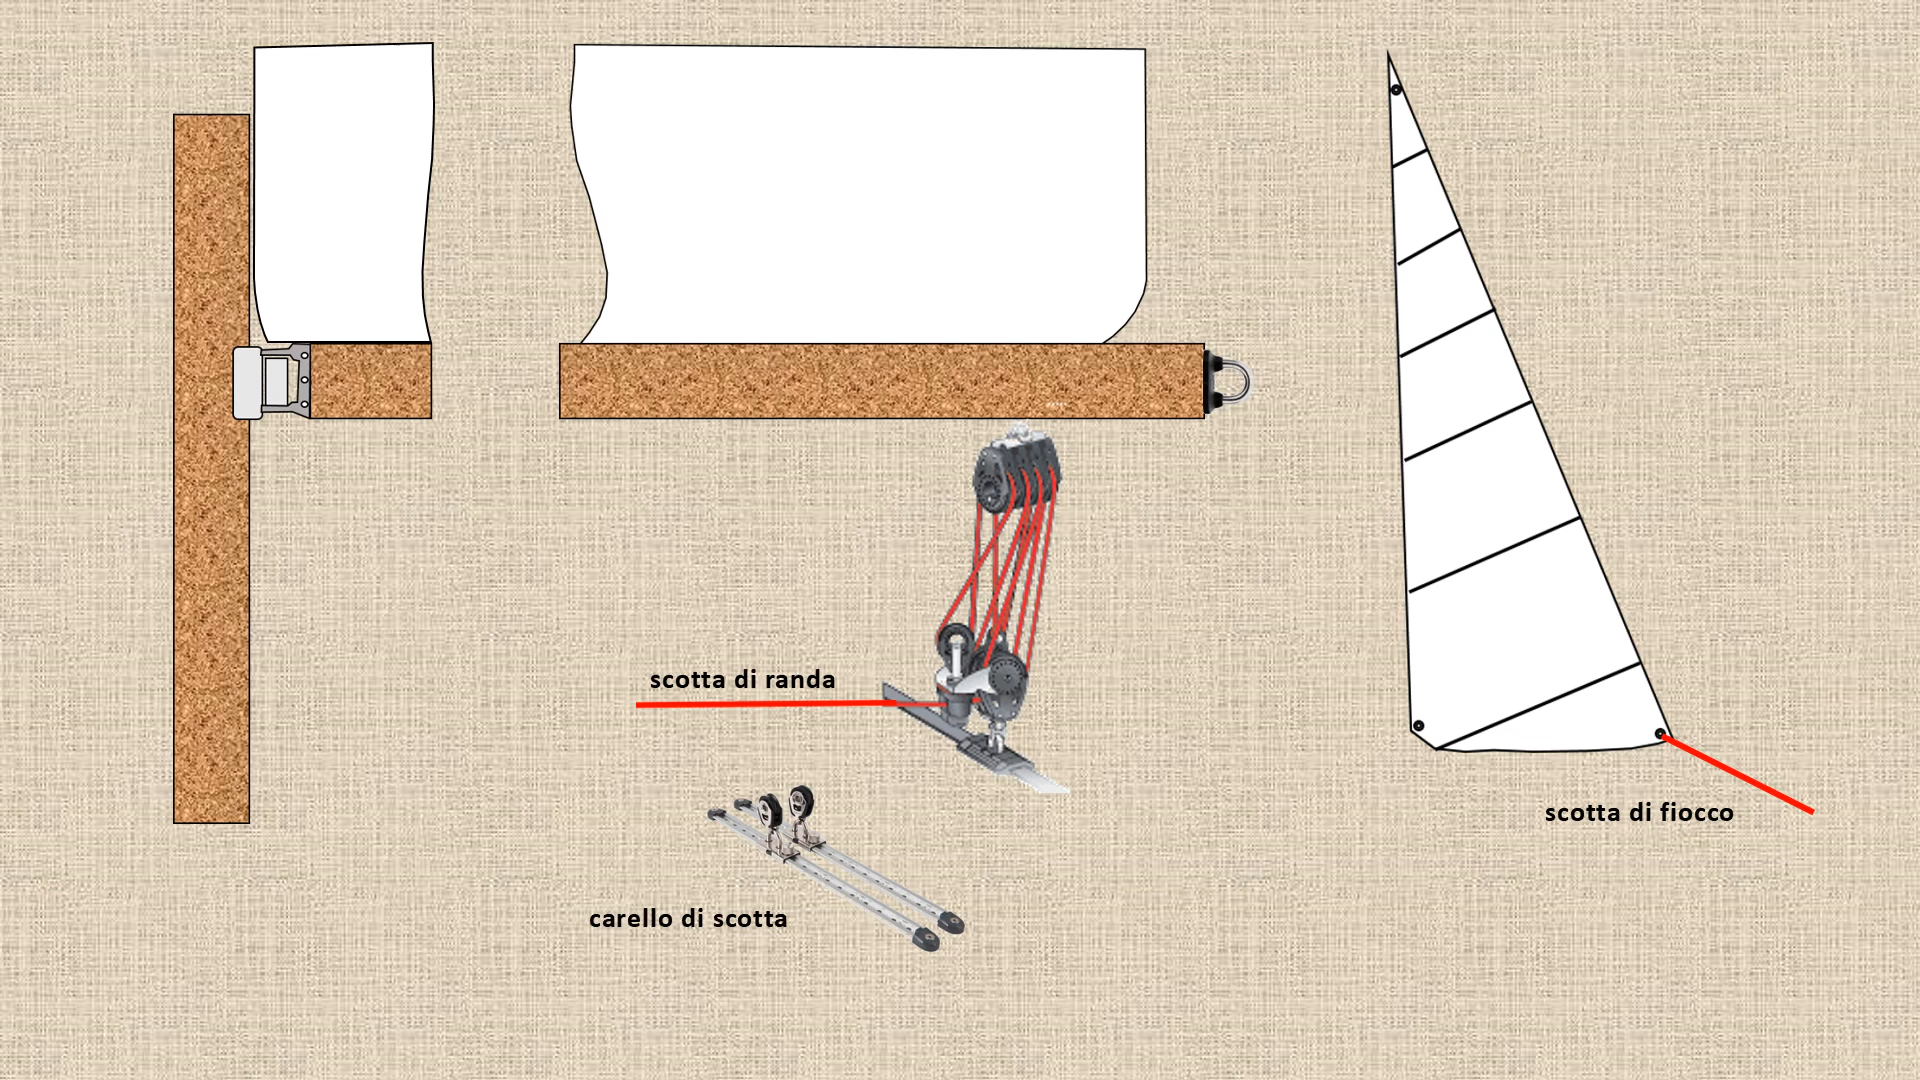 scotta di randa
scotta di fiocco
carello di scotta